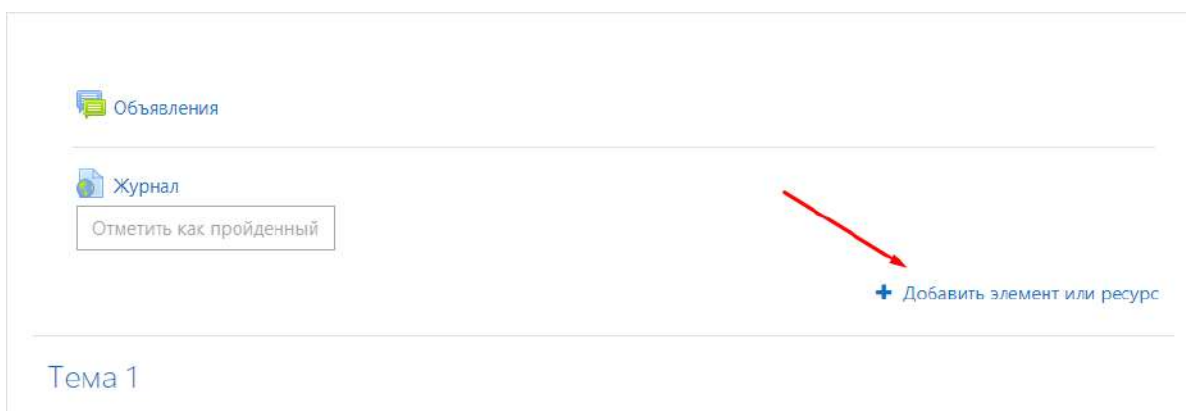 Объявления
Журнал
Отметить как пройденный
Добавить элемент или ресурс
Тема 1